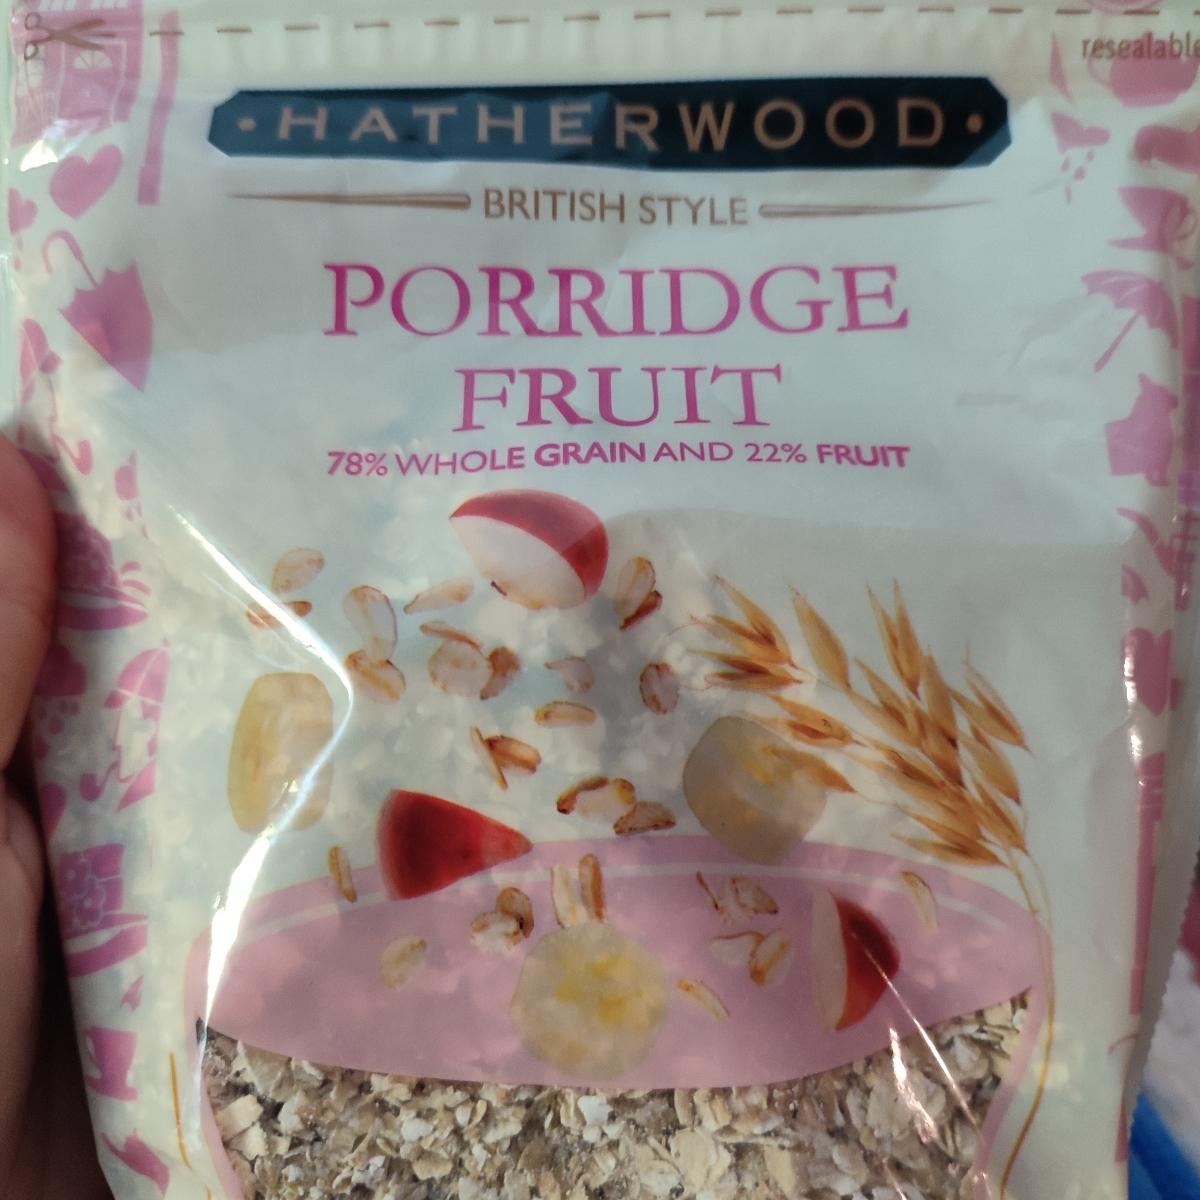 resealable
• HATHERWOOD •
BRITISH STYLE
PORRIDGE
FRUIT
78% WHOLE GRAIN AND 22% FRUIT